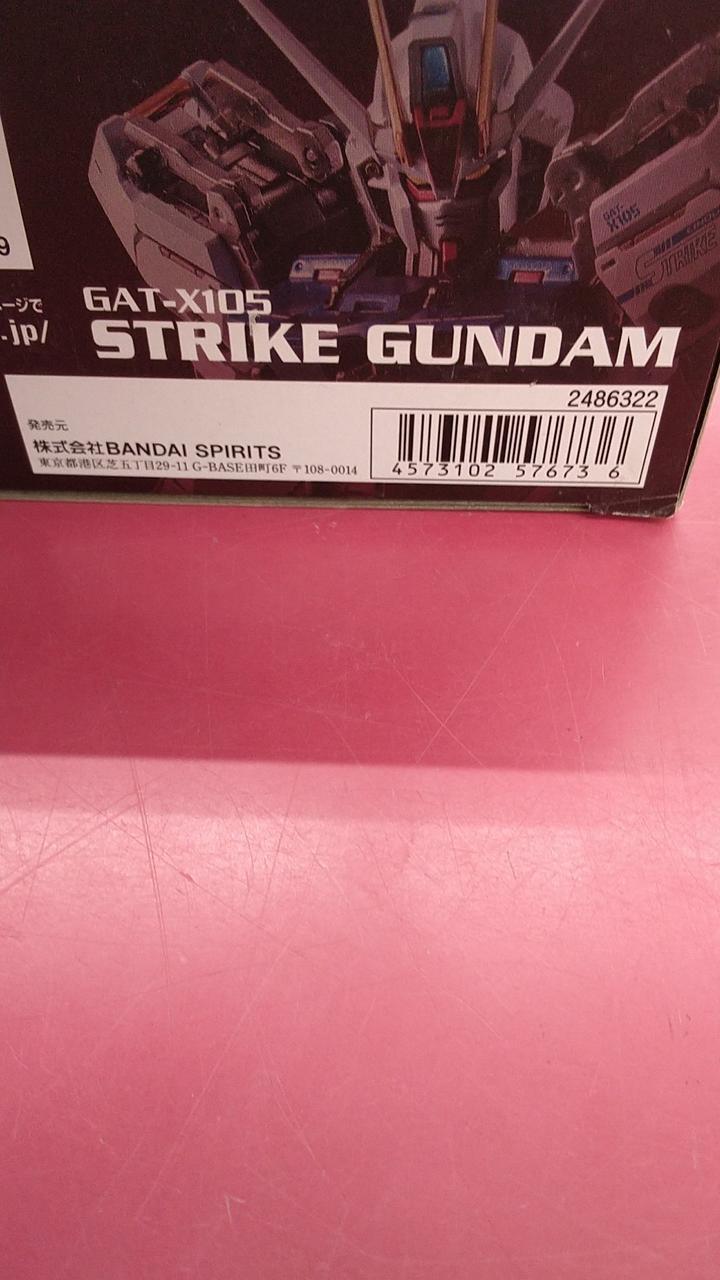 9
ージで
.jp/
GAT-X105
STRIKE GUNDAM
GAT-
X105
STRIKE
2486322
発売元
株式会社BANDAI SPIRITS
東京都港区芝五丁目29-11 G-BASE田町6F 〒108-0014
4573102 57673 6